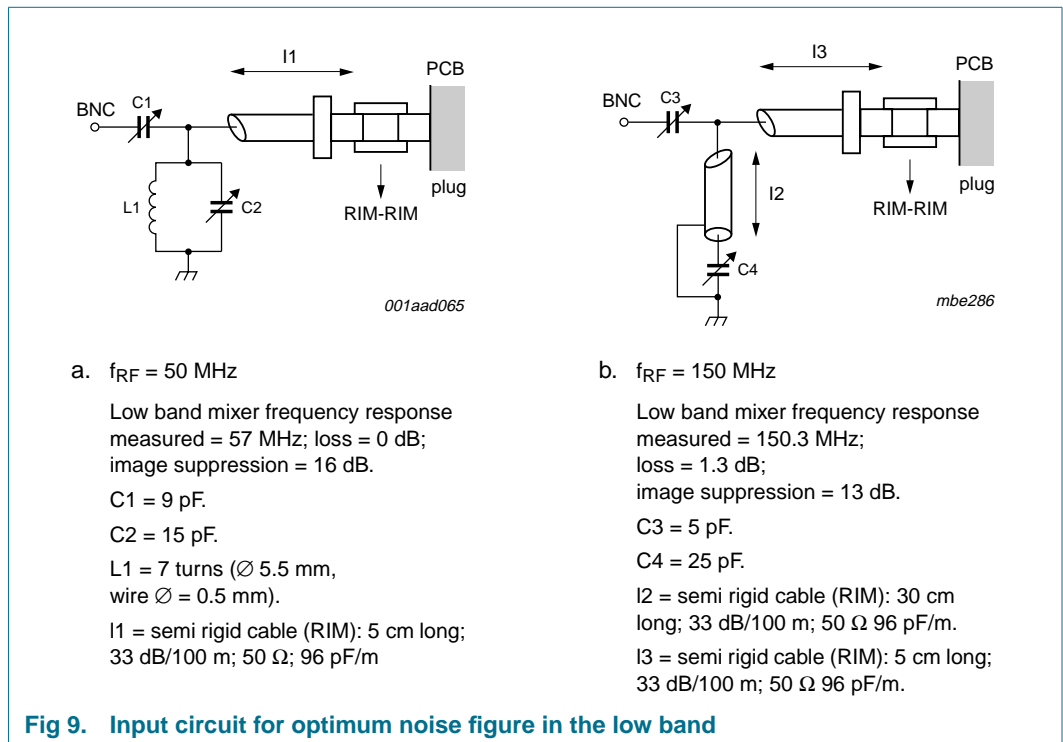 l1
PCB
BNC
C1
L1
C2
plug
RIM-RIM
001aad065
l3
PCB
BNC
C3
l2
plug
RIM-RIM
C4
mbe286
a. fRF = 50 MHz
Low band mixer frequency response
measured = 57 MHz; loss = 0 dB;
image suppression = 16 dB.
C1 = 9 pF.
C2 = 15 pF.
L1 = 7 turns (∅ 5.5 mm,
wire ∅ = 0.5 mm).
l1 = semi rigid cable (RIM): 5 cm long;
33 dB/100 m; 50 Ω; 96 pF/m
b. fRF = 150 MHz
Low band mixer frequency response
measured = 150.3 MHz;
loss = 1.3 dB;
image suppression = 13 dB.
C3 = 5 pF.
C4 = 25 pF.
l2 = semi rigid cable (RIM): 30 cm
long; 33 dB/100 m; 50 Ω 96 pF/m.
l3 = semi rigid cable (RIM): 5 cm long;
33 dB/100 m; 50 Ω 96 pF/m.
Fig 9. Input circuit for optimum noise figure in the low band